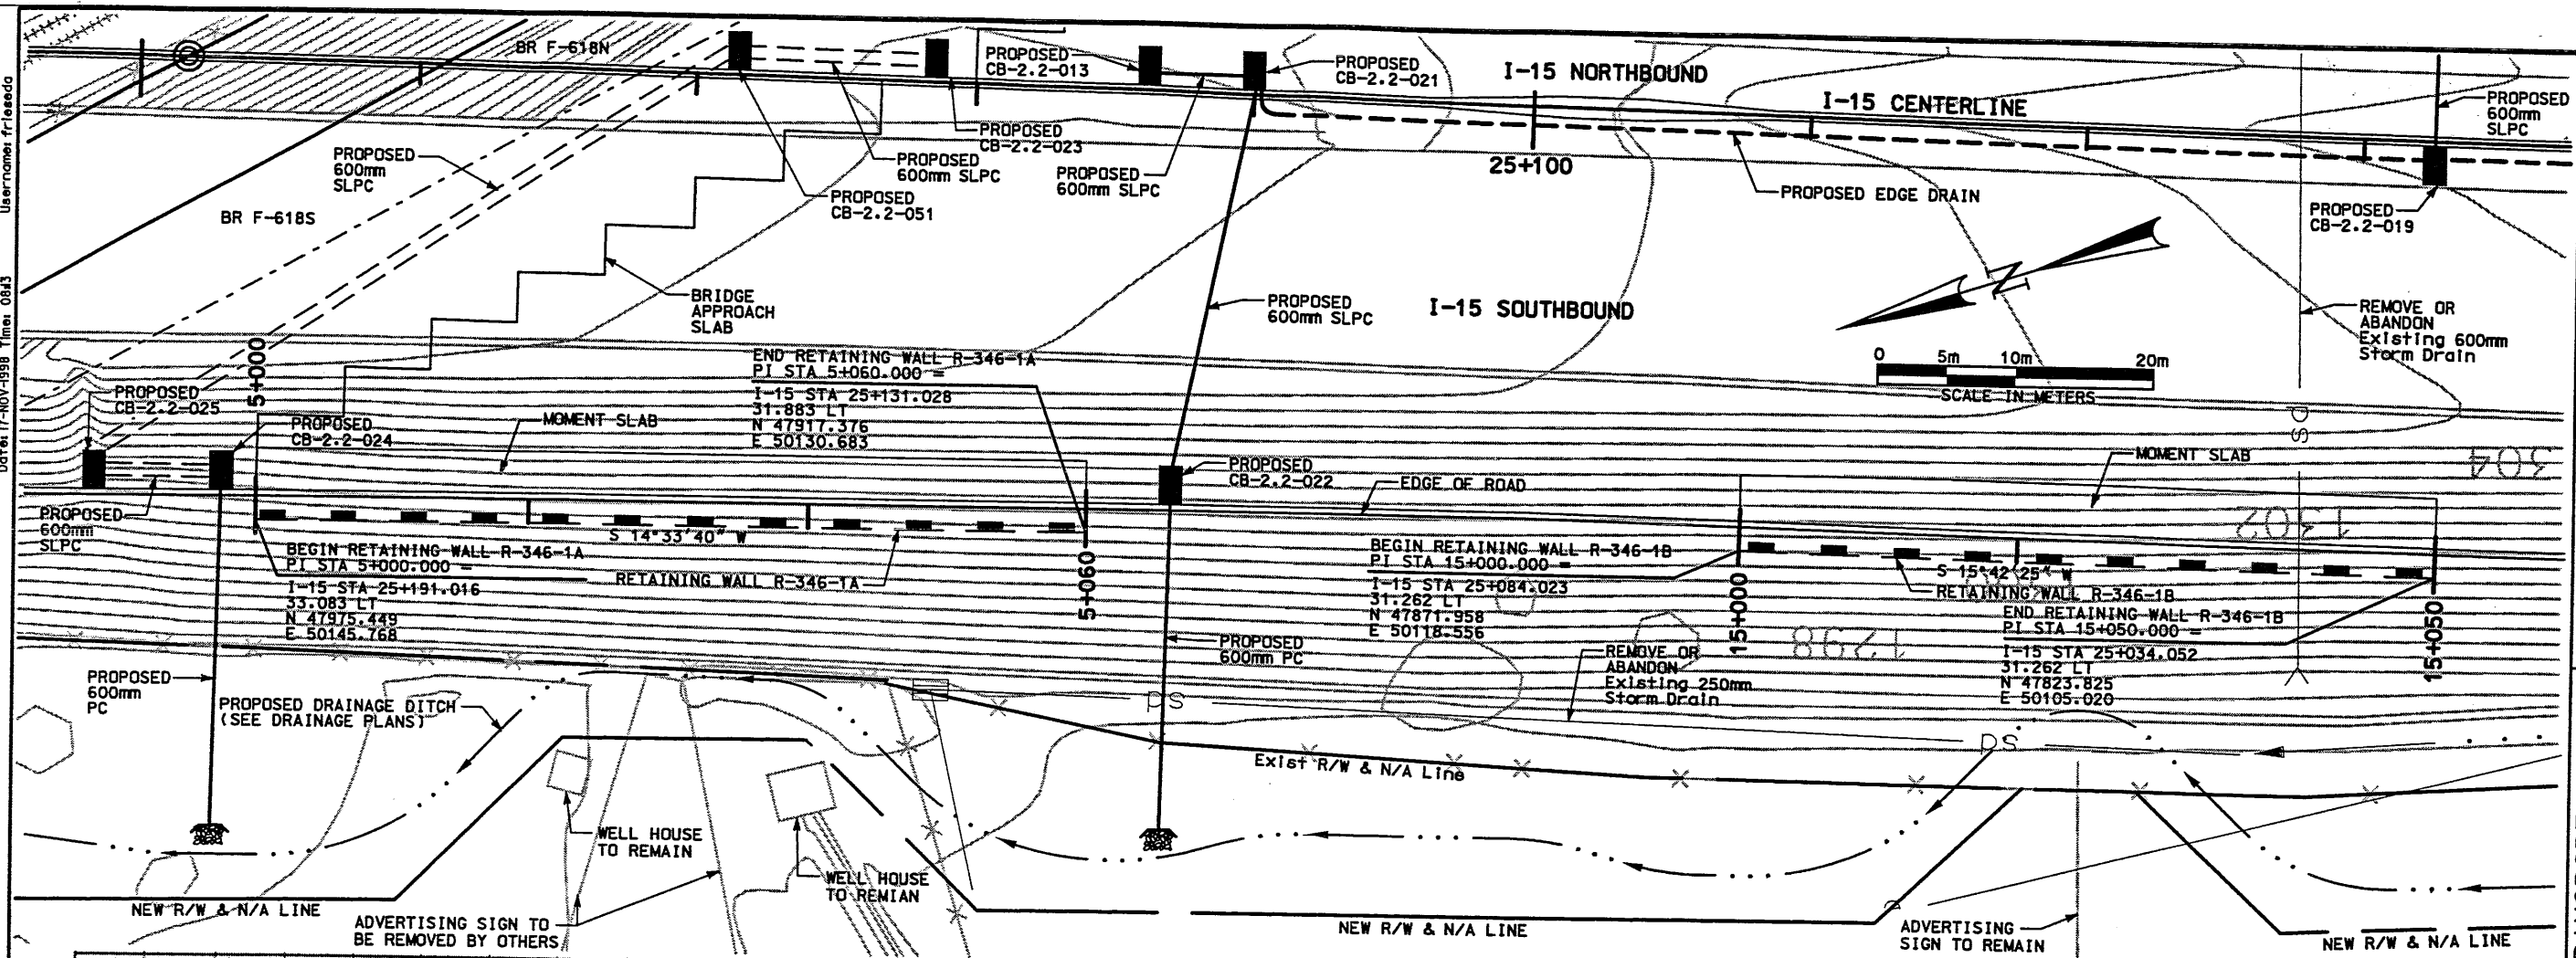 BR F-618N
PROPOSED
CB-2.2-013
PROPOSED
CB-2.2-021
I-15 NORTHBOUND
I-15 CENTERLINE
PROPOSED
600mm
SLPC
PROPOSED
600mm
SLPC
PROPOSED
CB-2.2-023
PROPOSED
600mm SLPC
PROPOSED
600mm SLPC
PROPOSED
CB-2.2-051
25+100
PROPOSED EDGE DRAIN
PROPOSED
CB-2.2-019
BR F-618S
N
BRIDGE
APPROACH
SLAB
PROPOSED
600mm SLPC
I-15 SOUTHBOUND
REMOVE OR
ABANDON
Existing 600mm
Storm Drain
0 5m 10m 20m
SCALE IN METERS
5+000
END RETAINING WALL R-346-1A
PI STA 5+060.000 =
I-15 STA 25+131.028
31.883 LT
N 47917.376
E 50130.683
PROPOSED
CB-2.2-025
PROPOSED
CB-2.2-024
MOMENT SLAB
PROPOSED
CB-2.2-022
EDGE OF ROAD
MOMENT SLAB
SD
304
1302
PROPOSED
600mm
SLPC
S 14°33'40" W
BEGIN RETAINING WALL R-346-1A
PI STA 5+000.000 =
I-15 STA 25+191.016
33.083 LT
N 47975.449
E 50145.768
RETAINING WALL R-346-1A
5+060
BEGIN RETAINING WALL R-346-1B
PI STA 15+000.000 =
I-15 STA 25+084.023
31.262 LT
N 47871.958
E 50118.556
15+000
S 15°42'25" W
RETAINING WALL R-346-1B
END RETAINING WALL R-346-1B
PI STA 15+050.000 =
I-15 STA 25+034.052
31.262 LT
N 47823.825
E 50105.020
15+050
1298
PROPOSED
600mm
PC
PROPOSED DRAINAGE DITCH
(SEE DRAINAGE PLANS)
PROPOSED
600mm PC
REMOVE OR
ABANDON
Existing 250mm
Storm Drain
SD
SD
Exist R/W & N/A Line
WELL HOUSE
TO REMAIN
WELL HOUSE
TO REMIAN
NEW R/W & N/A LINE
ADVERTISING SIGN TO
BE REMOVED BY OTHERS
NEW R/W & N/A LINE
ADVERTISING
SIGN TO REMAIN
NEW R/W & N/A LINE